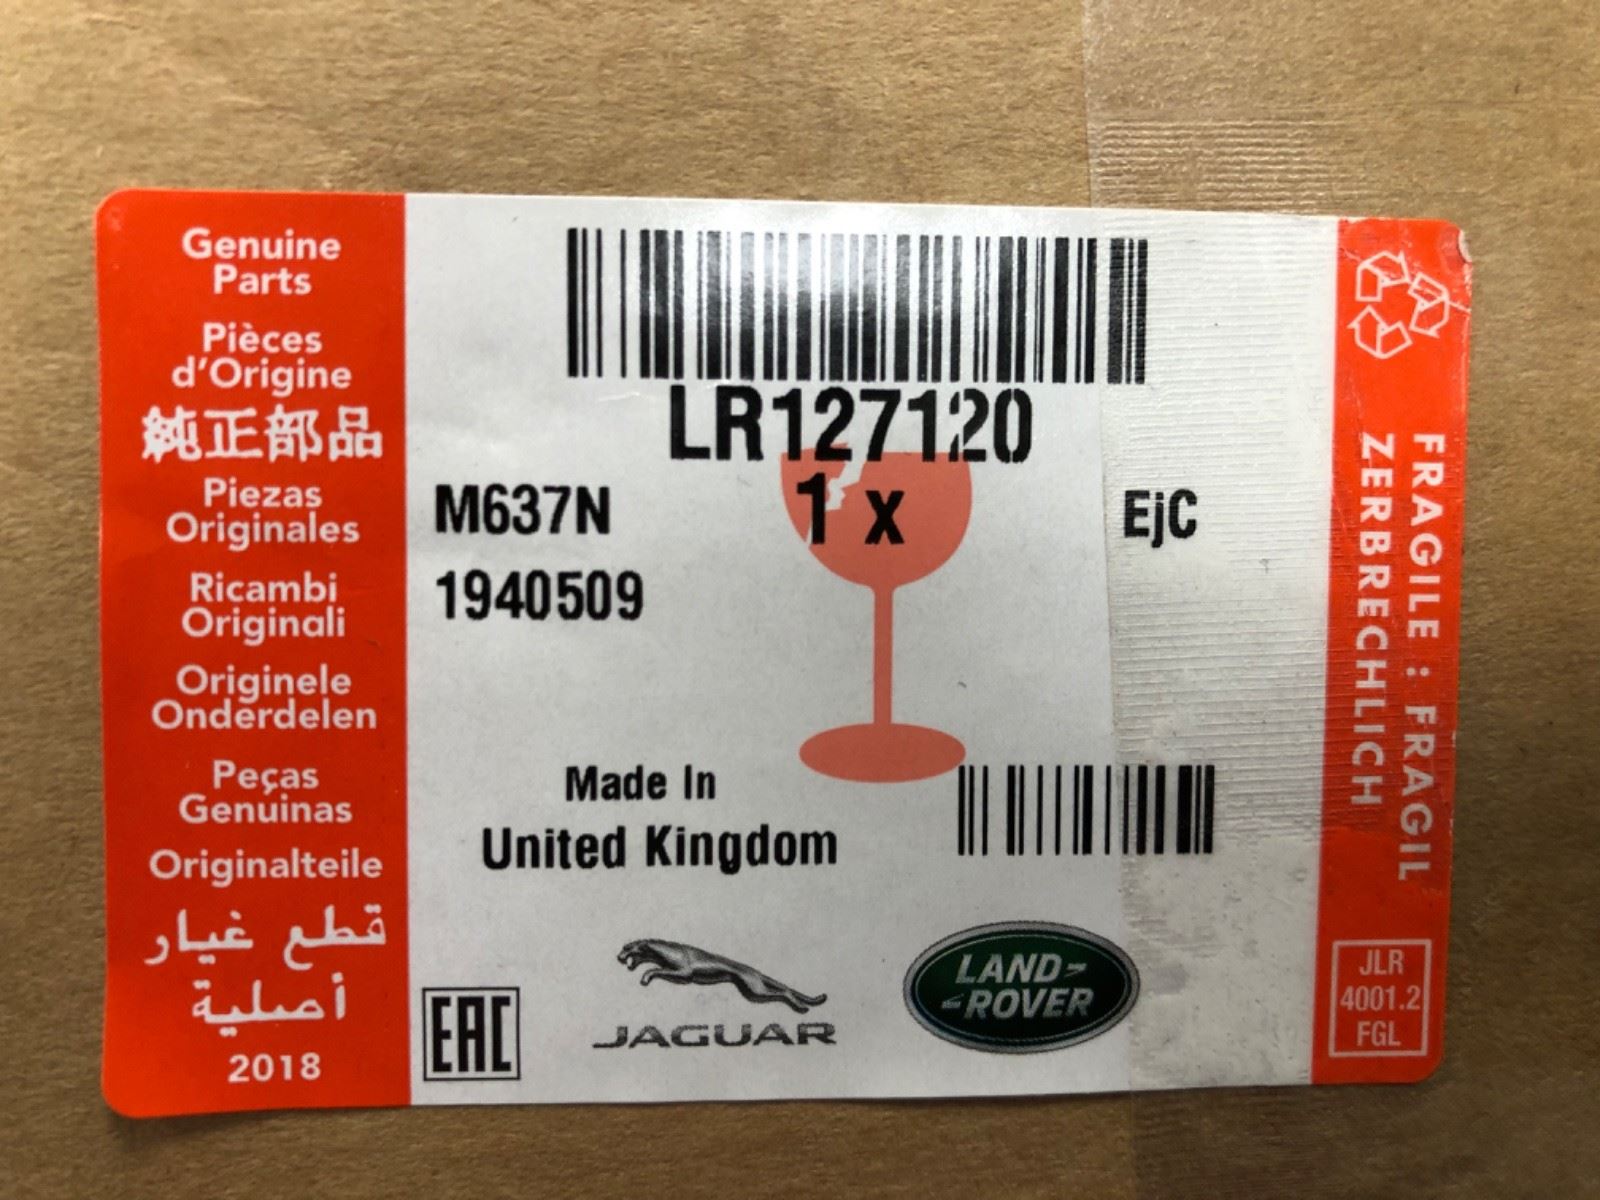 Genuine
Parts
Pièces
d'Origine
純正部品
Piezas
Originales
Ricambi
Originali
Originele
Onderdelen
Peças
Genuinas
Originalteile
قطع غيار
أصلية
2018
LR127120
M637N
1 x
EjC
1940509
Made In
United Kingdom
EAC
JAGUAR
LAND-
-ROVER
FRAGILE : FRAGIL
ZERBRECHLICH
JLR
4001.2
FGL